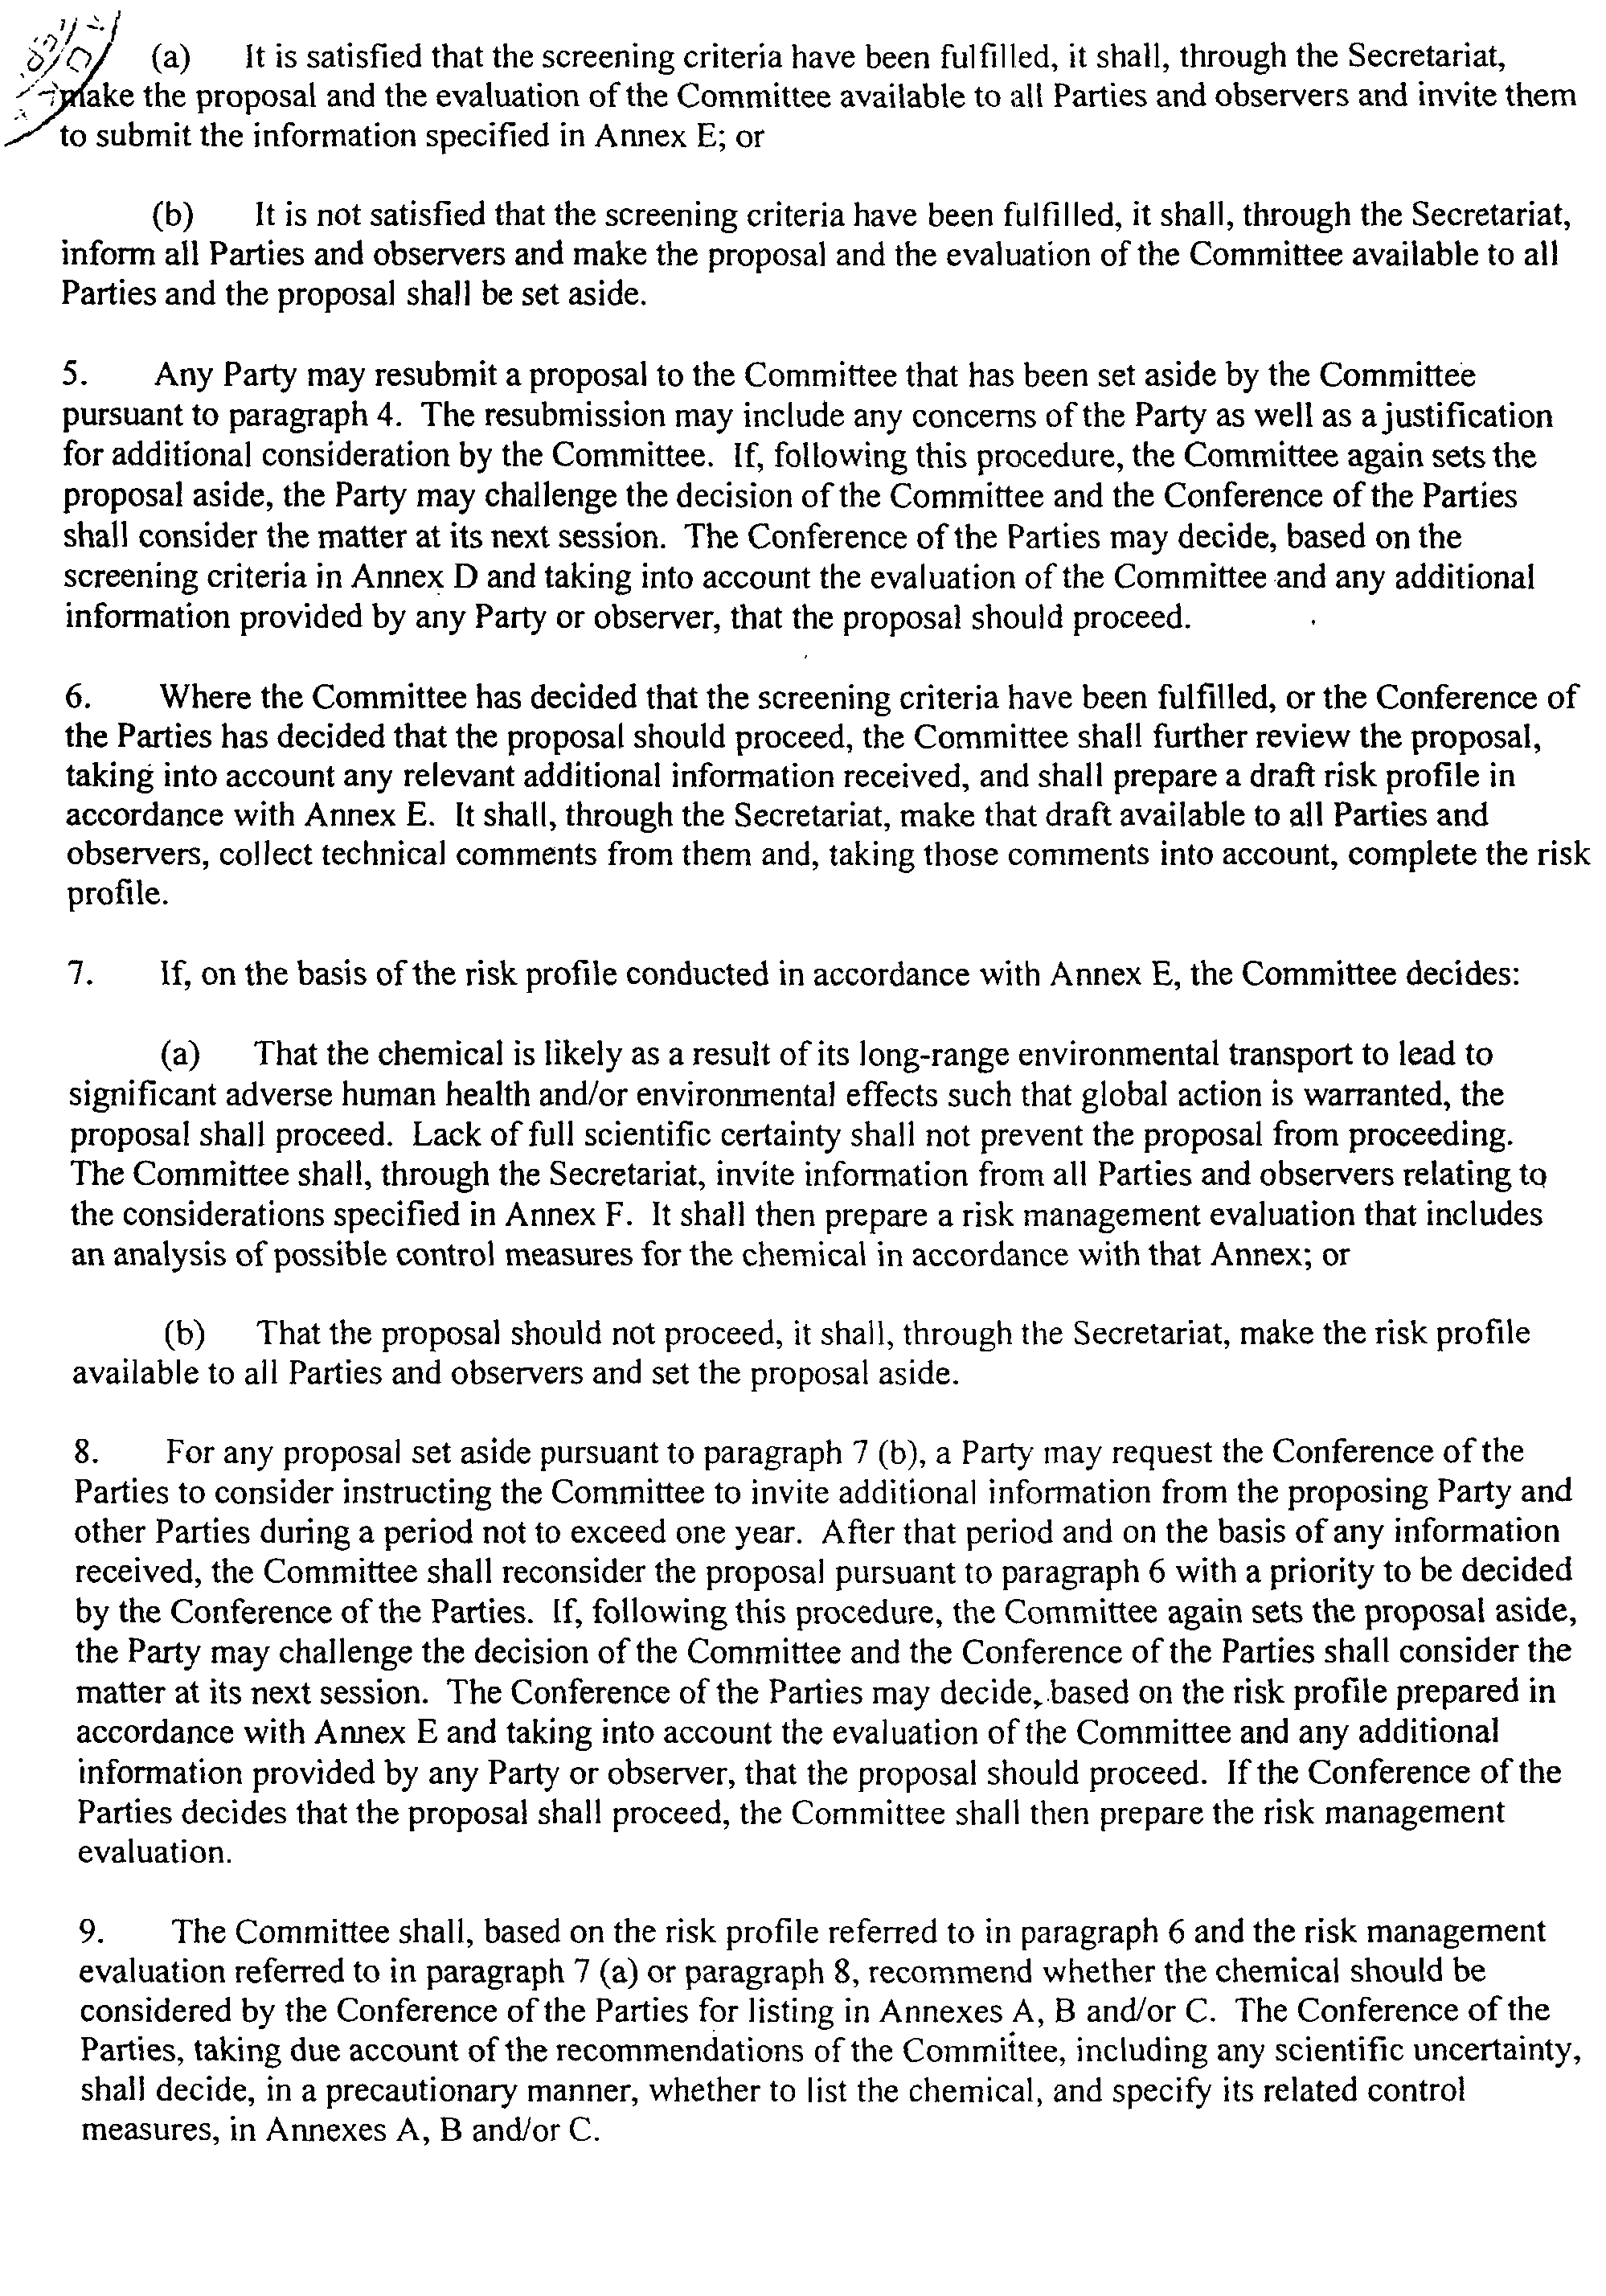 (a) It is satisfied that the screening criteria have been fulfilled, it shall, through the Secretariat,
make the proposal and the evaluation of the Committee available to all Parties and observers and invite them
to submit the information specified in Annex E; or
(b) It is not satisfied that the screening criteria have been fulfilled, it shall, through the Secretariat,
inform all Parties and observers and make the proposal and the evaluation of the Committee available to all
Parties and the proposal shall be set aside.
5. Any Party may resubmit a proposal to the Committee that has been set aside by the Committee
pursuant to paragraph 4. The resubmission may include any concerns of the Party as well as a justification
for additional consideration by the Committee. If, following this procedure, the Committee again sets the
proposal aside, the Party may challenge the decision of the Committee and the Conference of the Parties
shall consider the matter at its next session. The Conference of the Parties may decide, based on the
screening criteria in Annex D and taking into account the evaluation of the Committee and any additional
information provided by any Party or observer, that the proposal should proceed.
6. Where the Committee has decided that the screening criteria have been fulfilled, or the Conference of
the Parties has decided that the proposal should proceed, the Committee shall further review the proposal,
taking into account any relevant additional information received, and shall prepare a draft risk profile in
accordance with Annex E. It shall, through the Secretariat, make that draft available to all Parties and
observers, collect technical comments from them and, taking those comments into account, complete the risk
profile.
7. If, on the basis of the risk profile conducted in accordance with Annex E, the Committee decides:
(a) That the chemical is likely as a result of its long-range environmental transport to lead to
significant adverse human health and/or environmental effects such that global action is warranted, the
proposal shall proceed. Lack of full scientific certainty shall not prevent the proposal from proceeding.
The Committee shall, through the Secretariat, invite information from all Parties and observers relating to
the considerations specified in Annex F. It shall then prepare a risk management evaluation that includes
an analysis of possible control measures for the chemical in accordance with that Annex; or
(b) That the proposal should not proceed, it shall, through the Secretariat, make the risk profile
available to all Parties and observers and set the proposal aside.
8. For any proposal set aside pursuant to paragraph 7 (b), a Party may request the Conference of the
Parties to consider instructing the Committee to invite additional information from the proposing Party and
other Parties during a period not to exceed one year. After that period and on the basis of any information
received, the Committee shall reconsider the proposal pursuant to paragraph 6 with a priority to be decided
by the Conference of the Parties. If, following this procedure, the Committee again sets the proposal aside,
the Party may challenge the decision of the Committee and the Conference of the Parties shall consider the
matter at its next session. The Conference of the Parties may decide, based on the risk profile prepared in
accordance with Annex E and taking into account the evaluation of the Committee and any additional
information provided by any Party or observer, that the proposal should proceed. If the Conference of the
Parties decides that the proposal shall proceed, the Committee shall then prepare the risk management
evaluation.
9. The Committee shall, based on the risk profile referred to in paragraph 6 and the risk management
evaluation referred to in paragraph 7 (a) or paragraph 8, recommend whether the chemical should be
considered by the Conference of the Parties for listing in Annexes A, B and/or C. The Conference of the
Parties, taking due account of the recommendations of the Committee, including any scientific uncertainty,
shall decide, in a precautionary manner, whether to list the chemical, and specify its related control
measures, in Annexes A, B and/or C.